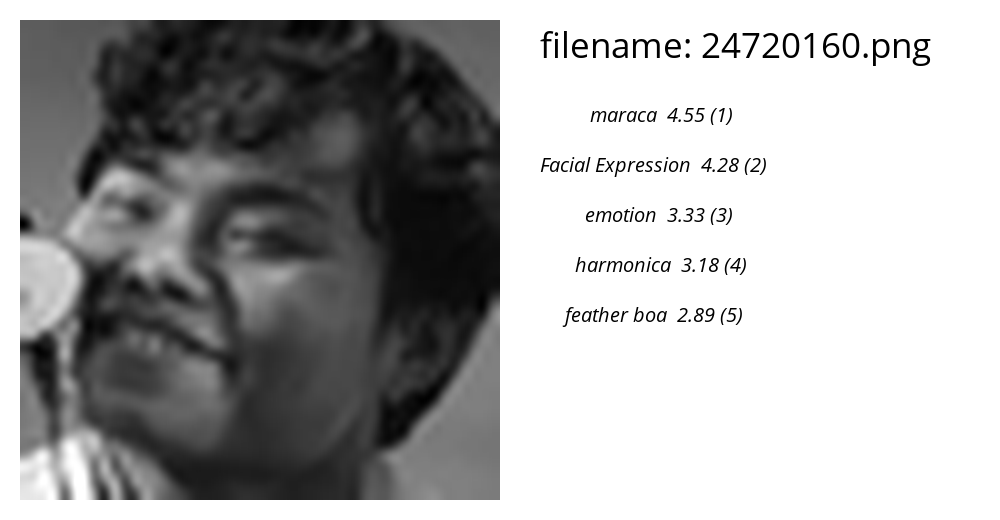 filename: 24720160.png
maraca 4.55 (1)
Facial Expression 4.28 (2)
emotion 3.33 (3)
harmonica 3.18 (4)
feather boa 2.89 (5)